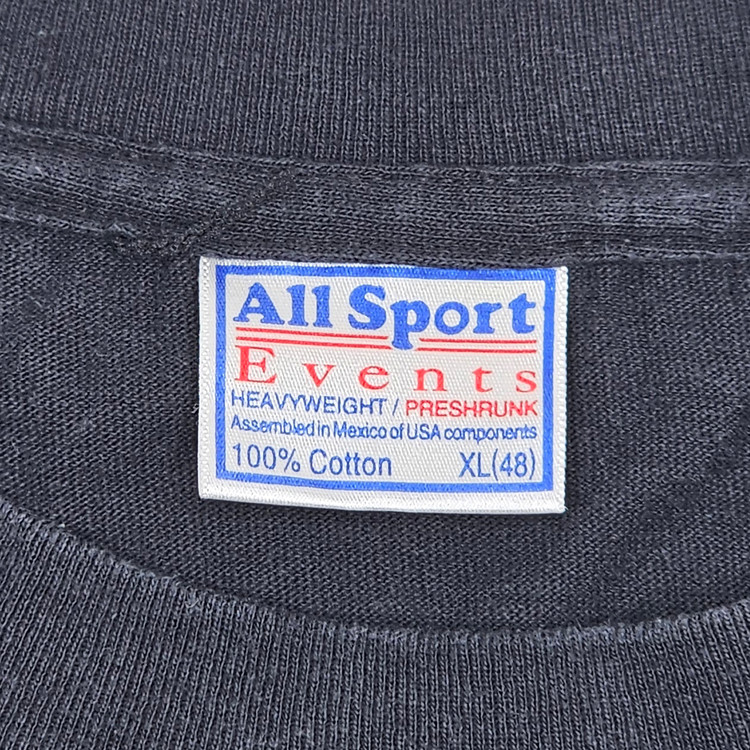 All Sport
Events
HEAVYWEIGHT / PRESHRUNK
Assembled in Mexico of USA components
100% Cotton XL(48)